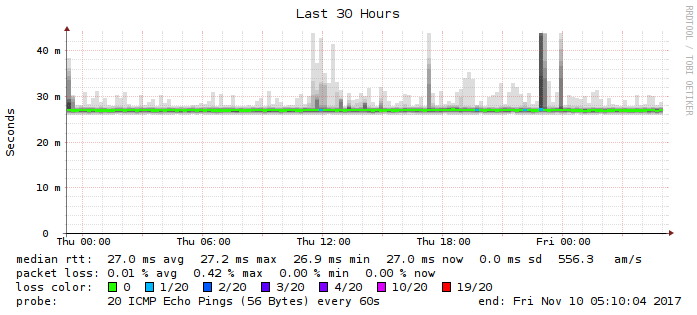 Last 30 Hours
RRDTOOL / TOBI OETIKER
Seconds
40 m
30 m
20 m
10 m
0
Thu 00:00 Thu 06:00 Thu 12:00 Thu 18:00 Fri 00:00
median rtt: 27.0 ms avg 27.2 ms max 26.9 ms min 27.0 ms now 0.0 ms sd 556.3 am/s
packet loss: 0.01 % avg 0.42 % max 0.00 % min 0.00 % now
loss color: 0 1/20 2/20 3/20 4/20 10/20 19/20
probe: 20 ICMP Echo Pings (56 Bytes) every 60s end: Fri Nov 10 05:10:04 2017